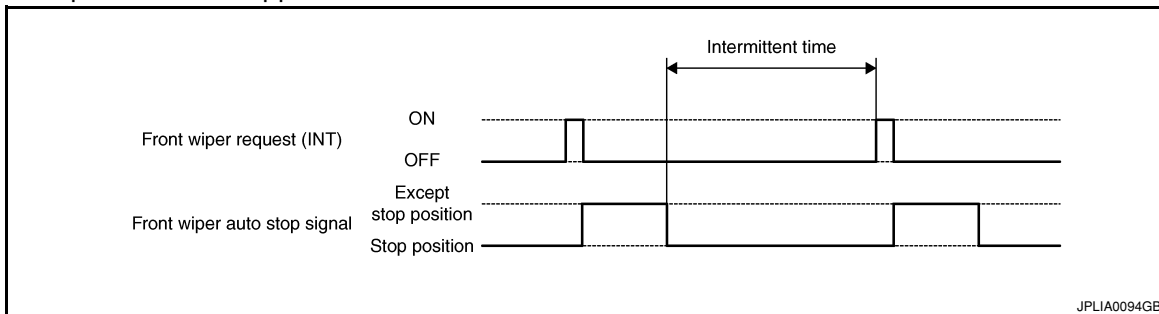 Intermittent time
Front wiper request (INT)
ON
OFF
Front wiper auto stop signal
Except
stop position
Stop position
JPLIA0094GB